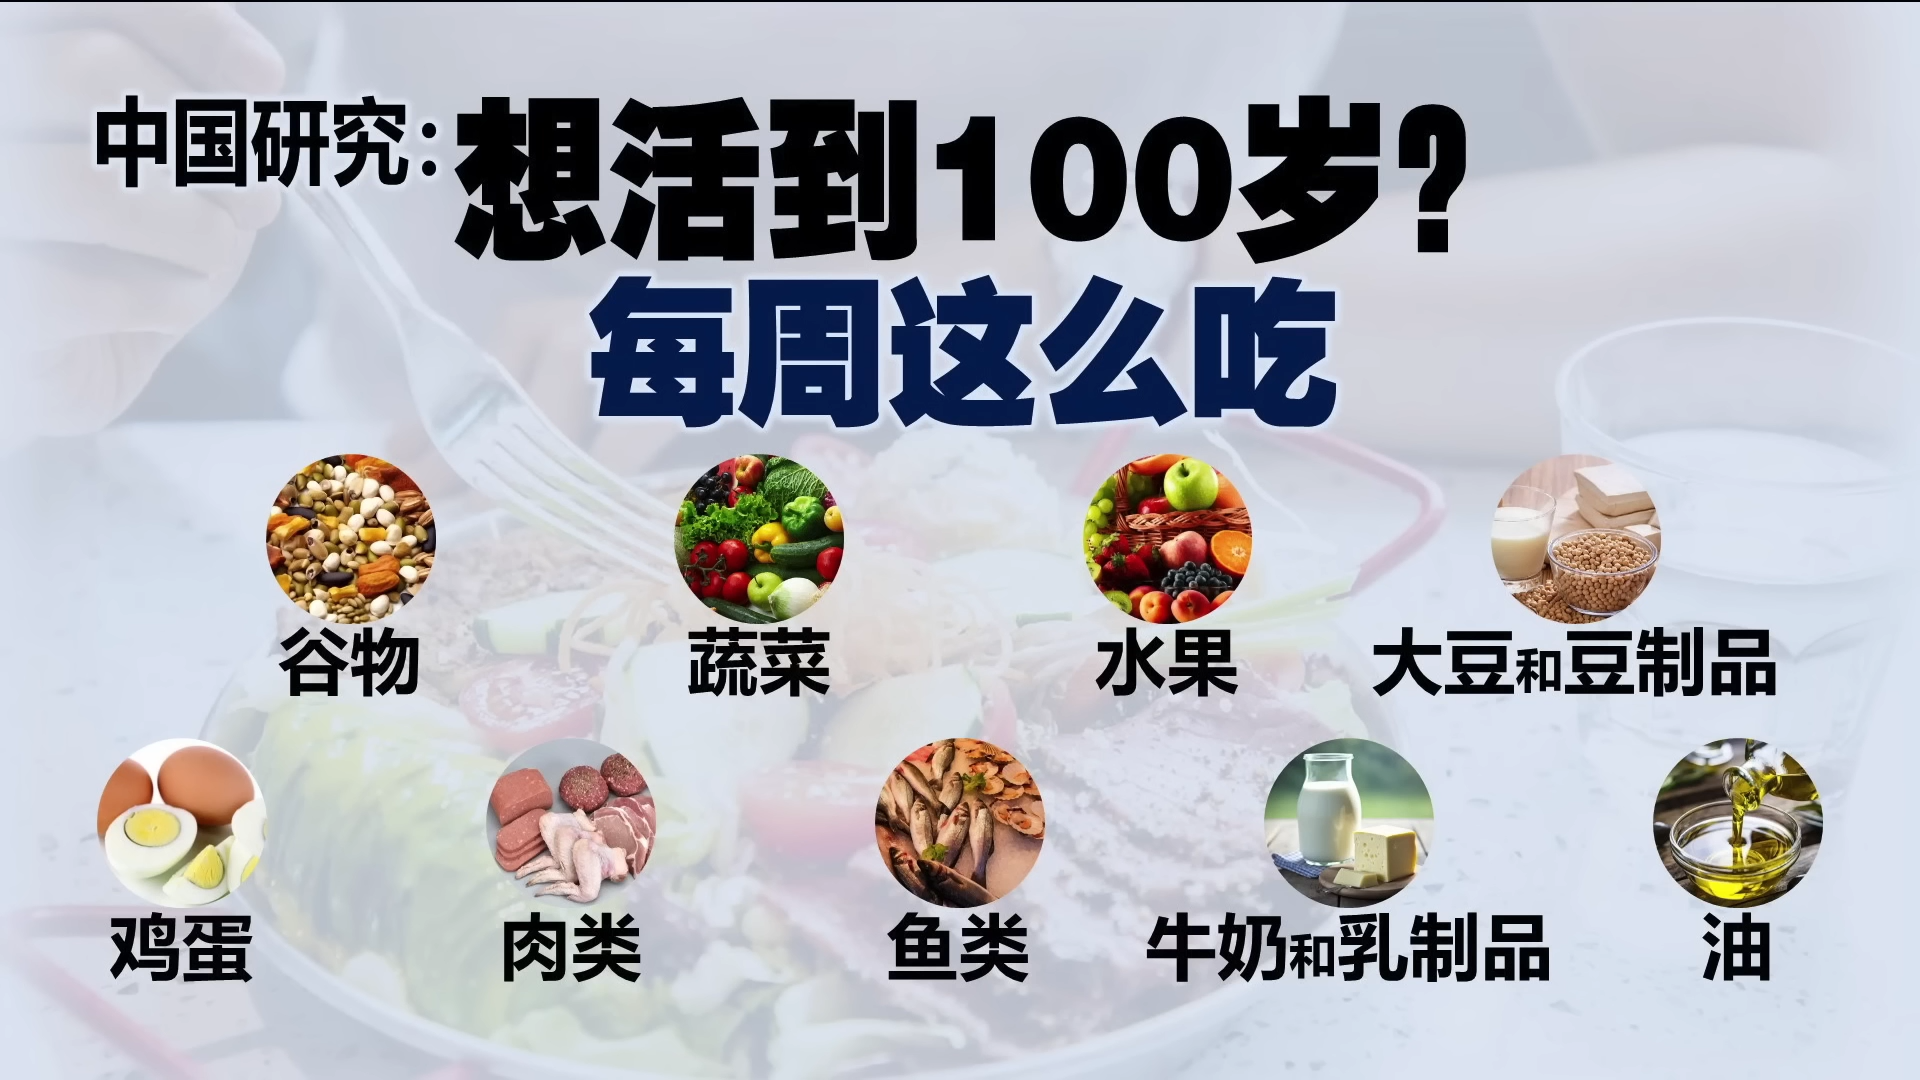 中国研究：想活到100岁？
每周这么吃
谷物
蔬菜
水果
大豆和豆制品
鸡蛋
肉类
鱼类
牛奶和乳制品
油